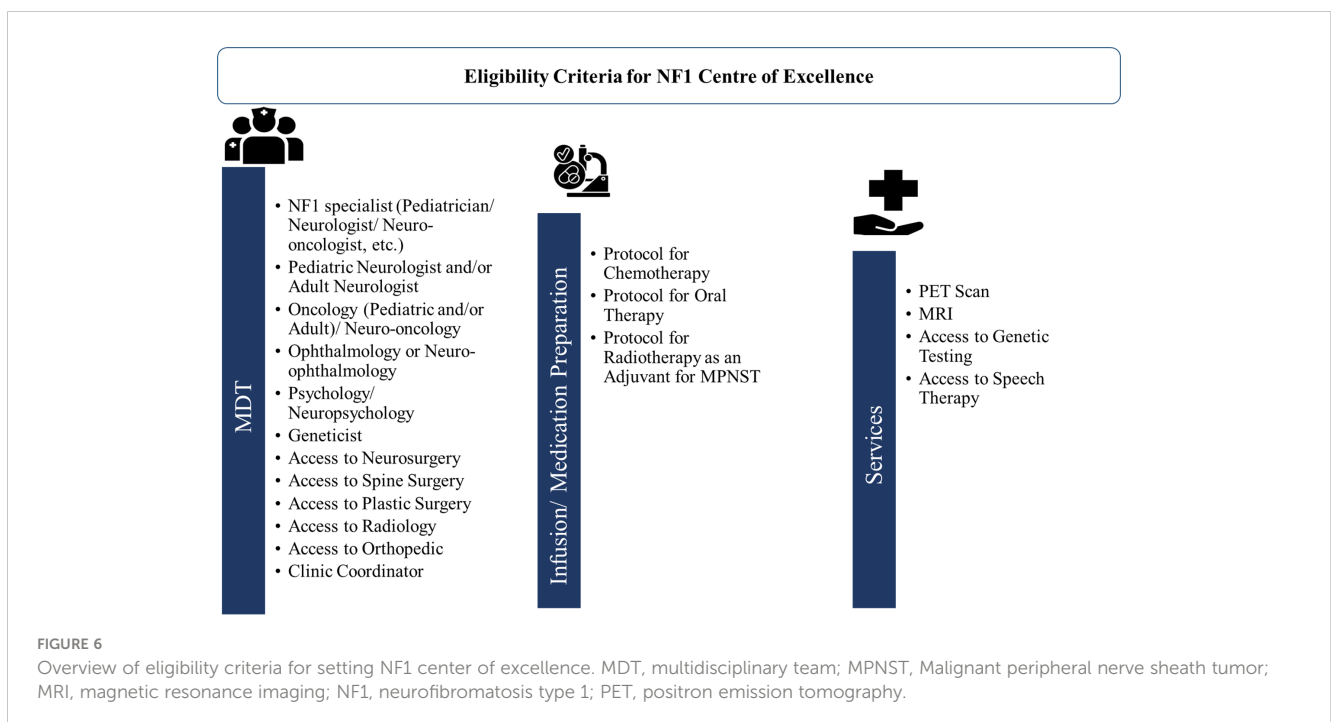 Eligibility Criteria for NF1 Centre of Excellence
MDT
• NF1 specialist (Pediatrician/
Neurologist/ Neuro-
oncologist, etc.)
• Pediatric Neurologist and/or
Adult Neurologist
• Oncology (Pediatric and/or
Adult)/ Neuro-oncology
• Ophthalmology or Neuro-
ophthalmology
• Psychology/
Neuropsychology
• Geneticist
• Access to Neurosurgery
• Access to Spine Surgery
• Access to Plastic Surgery
• Access to Radiology
• Access to Orthopedic
• Clinic Coordinator
Infusion/ Medication Preparation
• Protocol for
Chemotherapy
• Protocol for Oral
Therapy
• Protocol for
Radiotherapy as an
Adjuvant for MPNST
Services
• PET Scan
• MRI
• Access to Genetic
Testing
• Access to Speech
Therapy
FIGURE 6
Overview of eligibility criteria for setting NF1 center of excellence. MDT, multidisciplinary team; MPNST, Malignant peripheral nerve sheath tumor;
MRI, magnetic resonance imaging; NF1, neurofibromatosis type 1; PET, positron emission tomography.